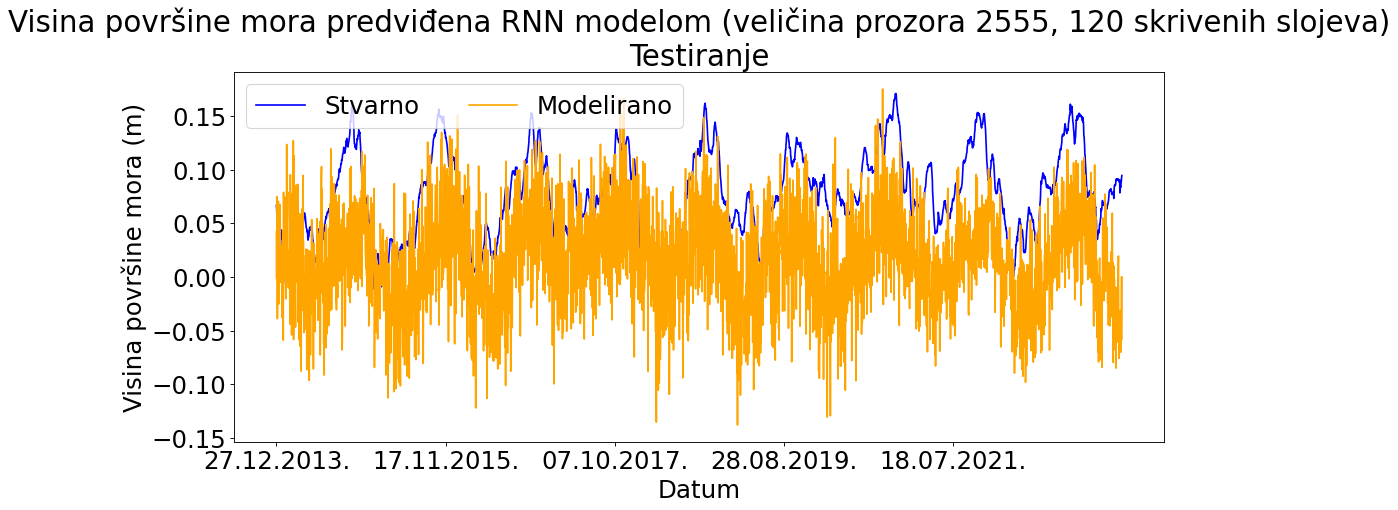 Visina površine mora predviđena RNN modelom (veličina prozora 2555, 120 skrivenih slojeva)
Testiranje
Stvarno Modelirano
Visina površine mora (m)
0.15
0.10
0.05
0.00
−0.05
−0.10
−0.15
27.12.2013. 17.11.2015. 07.10.2017. 28.08.2019. 18.07.2021.
Datum